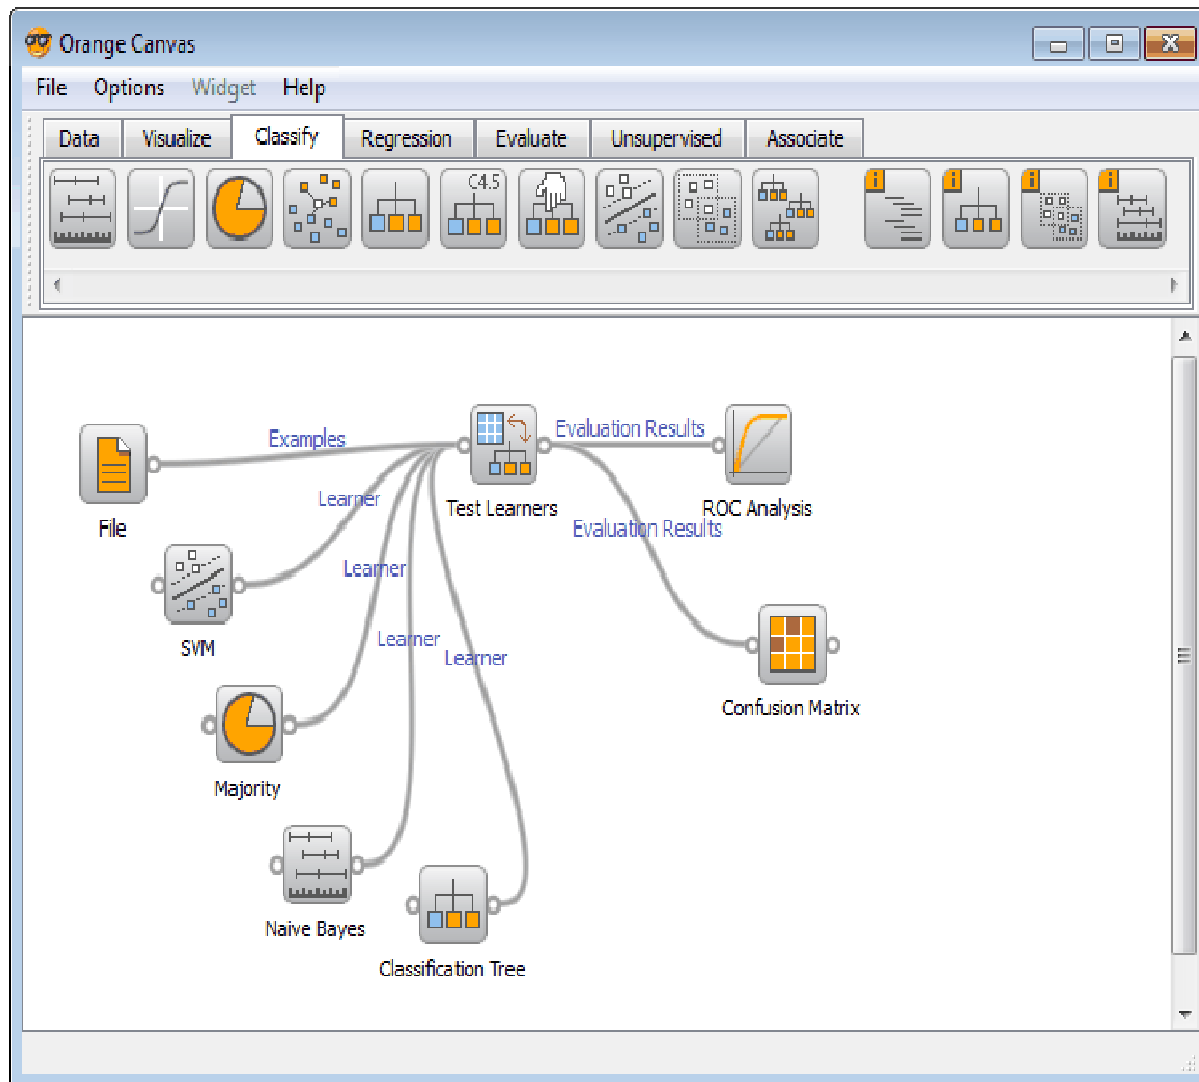 Orange Canvas
File Options Widget Help
Data Visualize Classify Regression Evaluate Unsupervised Associate
C4.5
i i i i
Examples
Evaluation Results
Learner
Test Learners
ROC Analysis
File
Evaluation Results
Learner
SVM
Learner
Learner
Confusion Matrix
Majority
Naive Bayes
Classification Tree